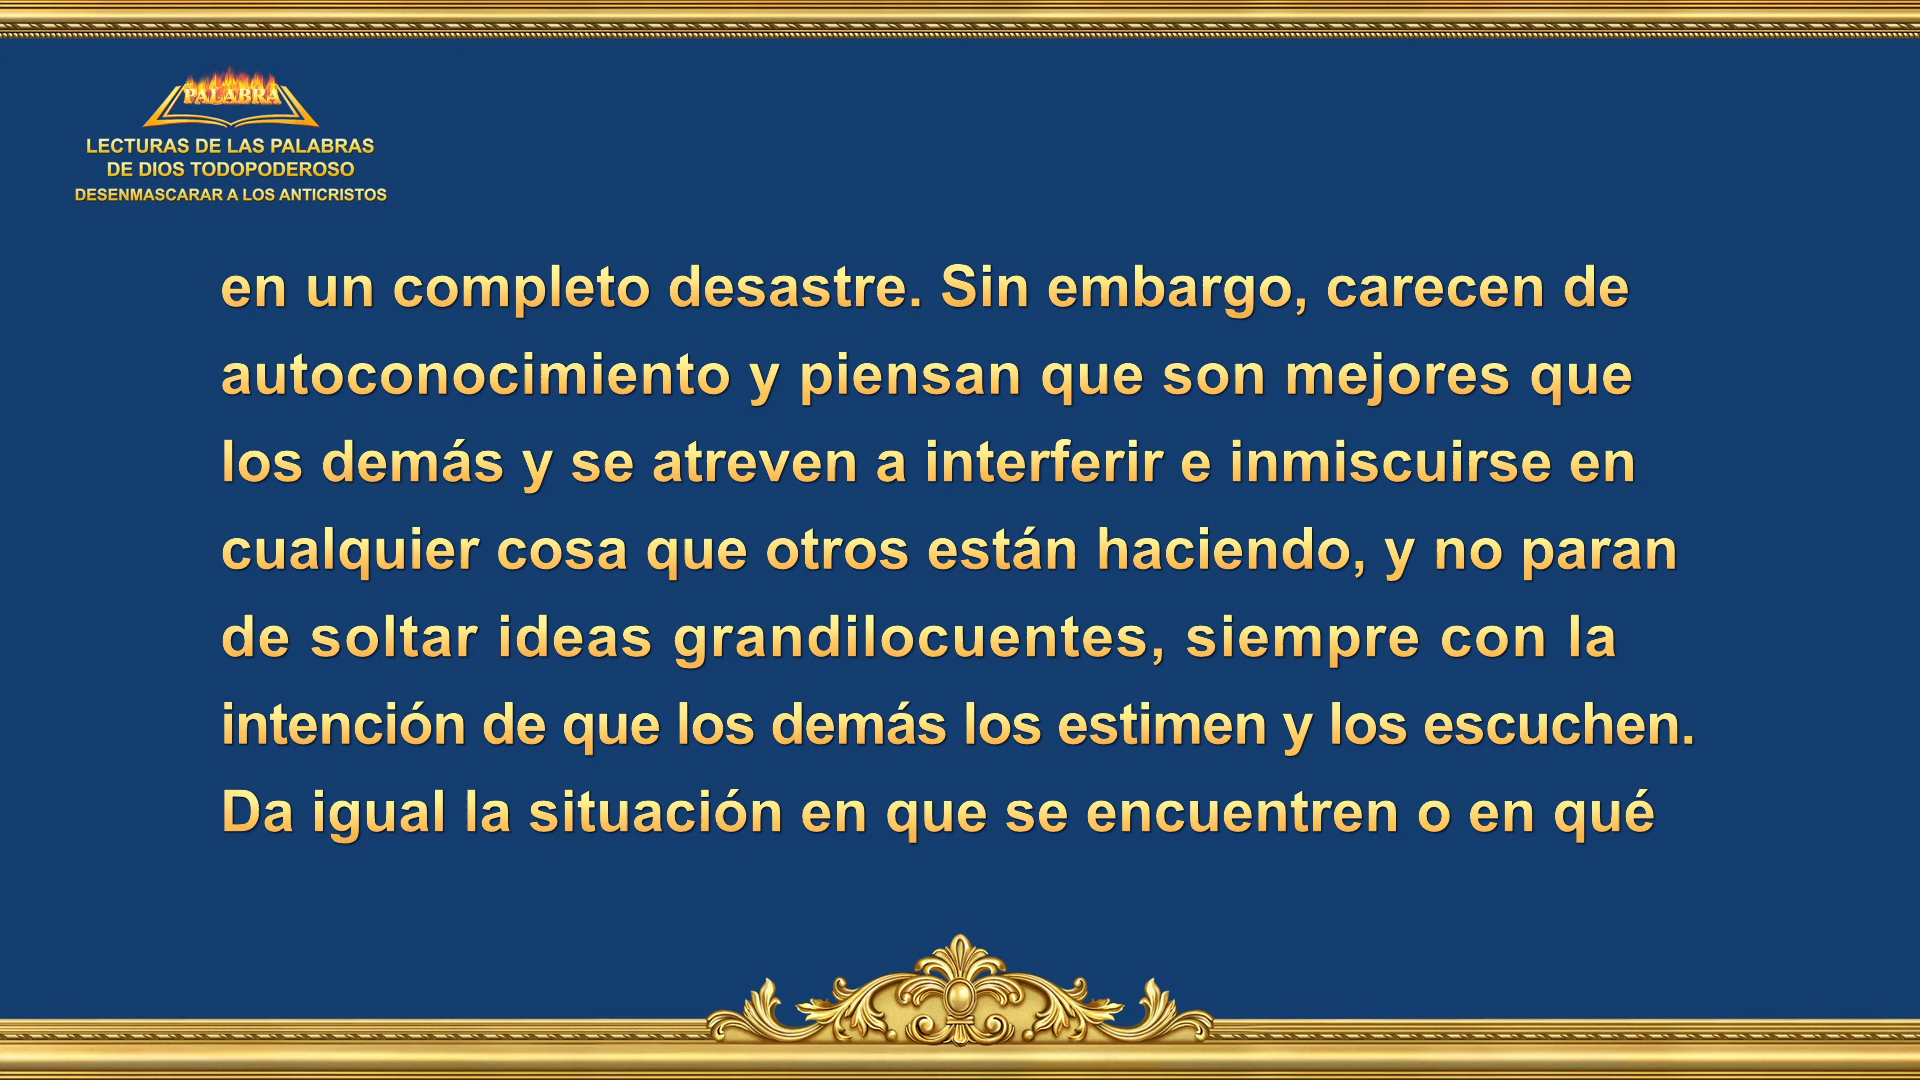 PALABRA
LECTURAS DE LAS PALABRAS
DE DIOS TODOPODEROSO
DESENMASCARAR A LOS ANTICRISTOS
en un completo desastre. Sin embargo, carecen de
autoconocimiento y piensan que son mejores que
los demás y se atreven a interferir e inmiscuirse en
cualquier cosa que otros están haciendo, y no paran
de soltar ideas grandilocuentes, siempre con la
intención de que los demás los estimen y los escuchen.
Da igual la situación en que se encuentren o en qué